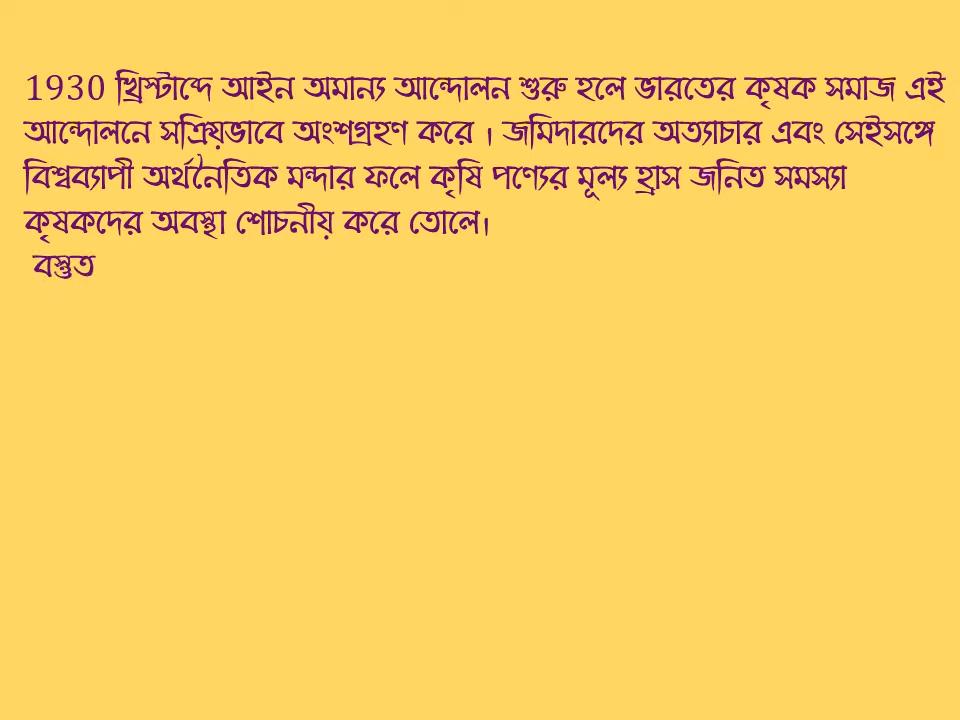 1930 খ্রিস্টাব্দে আইন অমান্য আন্দোলন শুরু হলে ভারতের কৃষক সমাজ এই
আন্দোলনে সক্রিয়ভাবে অংশগ্রহণ করে । জমিদারদের অত্যাচার এবং সেইসঙ্গে
বিশ্বব্যাপী অর্থনৈতিক মন্দার ফলে কৃষি পণ্যের মূল্য হ্রাস জনিত সমস্যা
কৃষকদের অবস্থা শোচনীয় করে তোলে।
বস্তুত